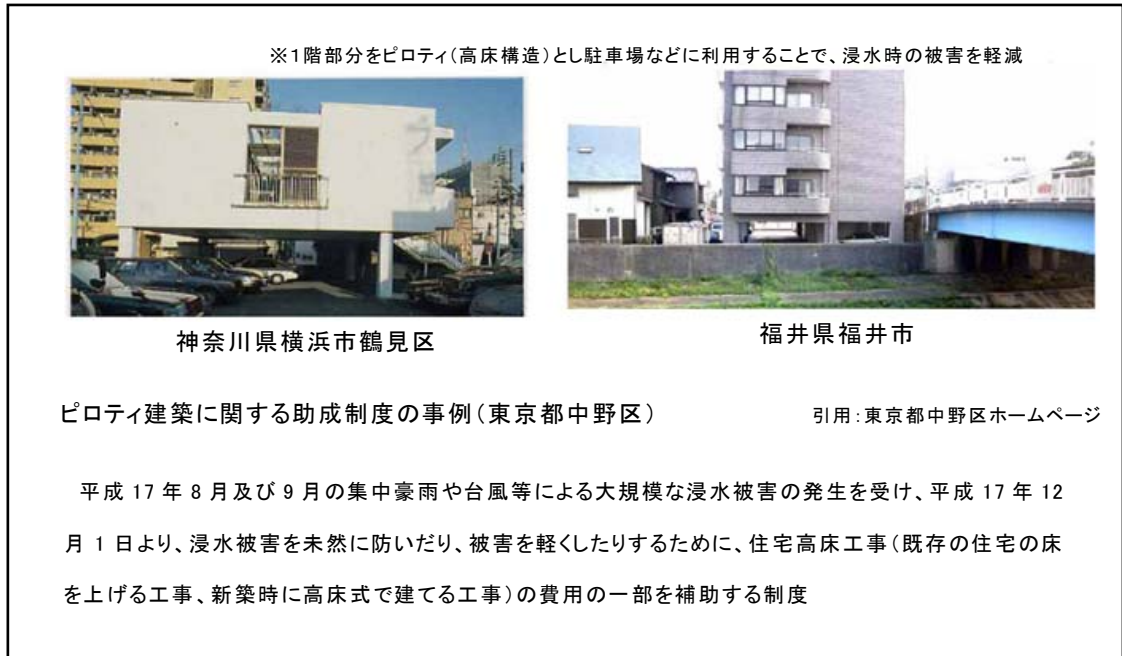 ※1階部分をピロティ(高床構造)とし駐車場などに利用することで、浸水時の被害を軽減
神奈川県横浜市鶴見区
福井県福井市
ピロティ建築に関する助成制度の事例(東京都中野区)
引用:東京都中野区ホームページ
平成 17 年 8 月及び 9 月の集中豪雨や台風等による大規模な浸水被害の発生を受け、平成 17 年 12
月 1 日より、浸水被害を未然に防いだり、被害を軽くしたりするために、住宅高床工事(既存の住宅の床
を上げる工事、新築時に高床式で建てる工事)の費用の一部を補助する制度